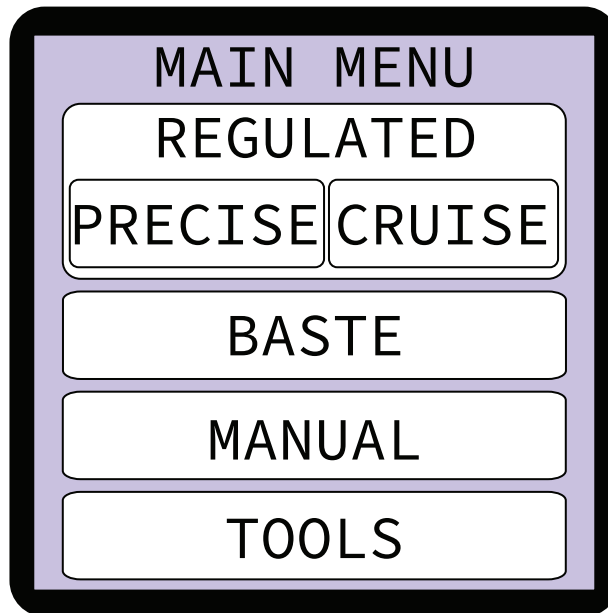 MAIN MENU
REGULATED
PRECISE CRUISE
BASTE
MANUAL
TOOLS